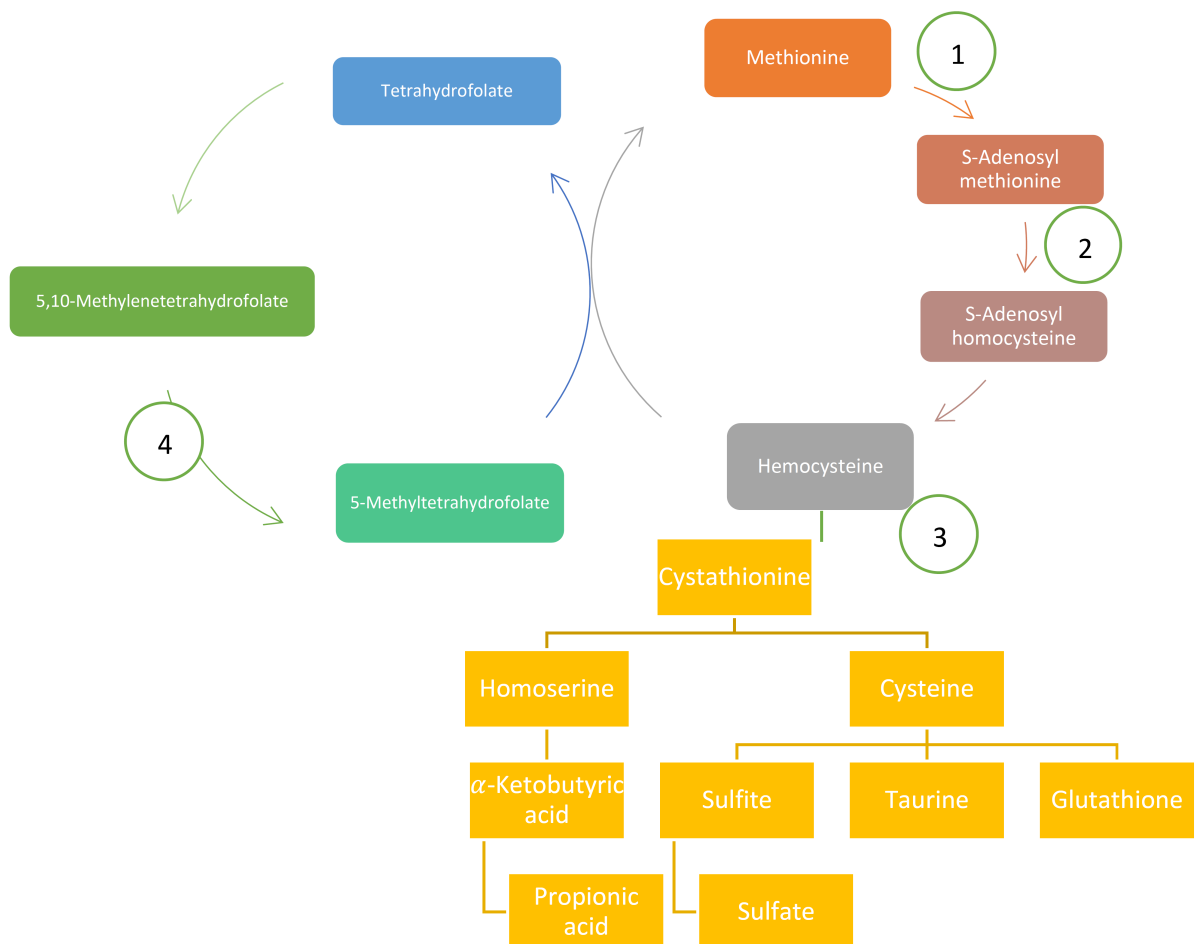 Methionine
1
Tetrahydrofolate
S-Adenosyl
methionine
2
5,10-Methylenetetrahydrofolate
S-Adenosyl
homocysteine
4
Hemocysteine
5-Methyltetrahydrofolate
3
Cystathionine
Homoserine
Cysteine
α-Ketobutyric
acid
Sulfite
Taurine
Glutathione
Propionic
acid
Sulfate